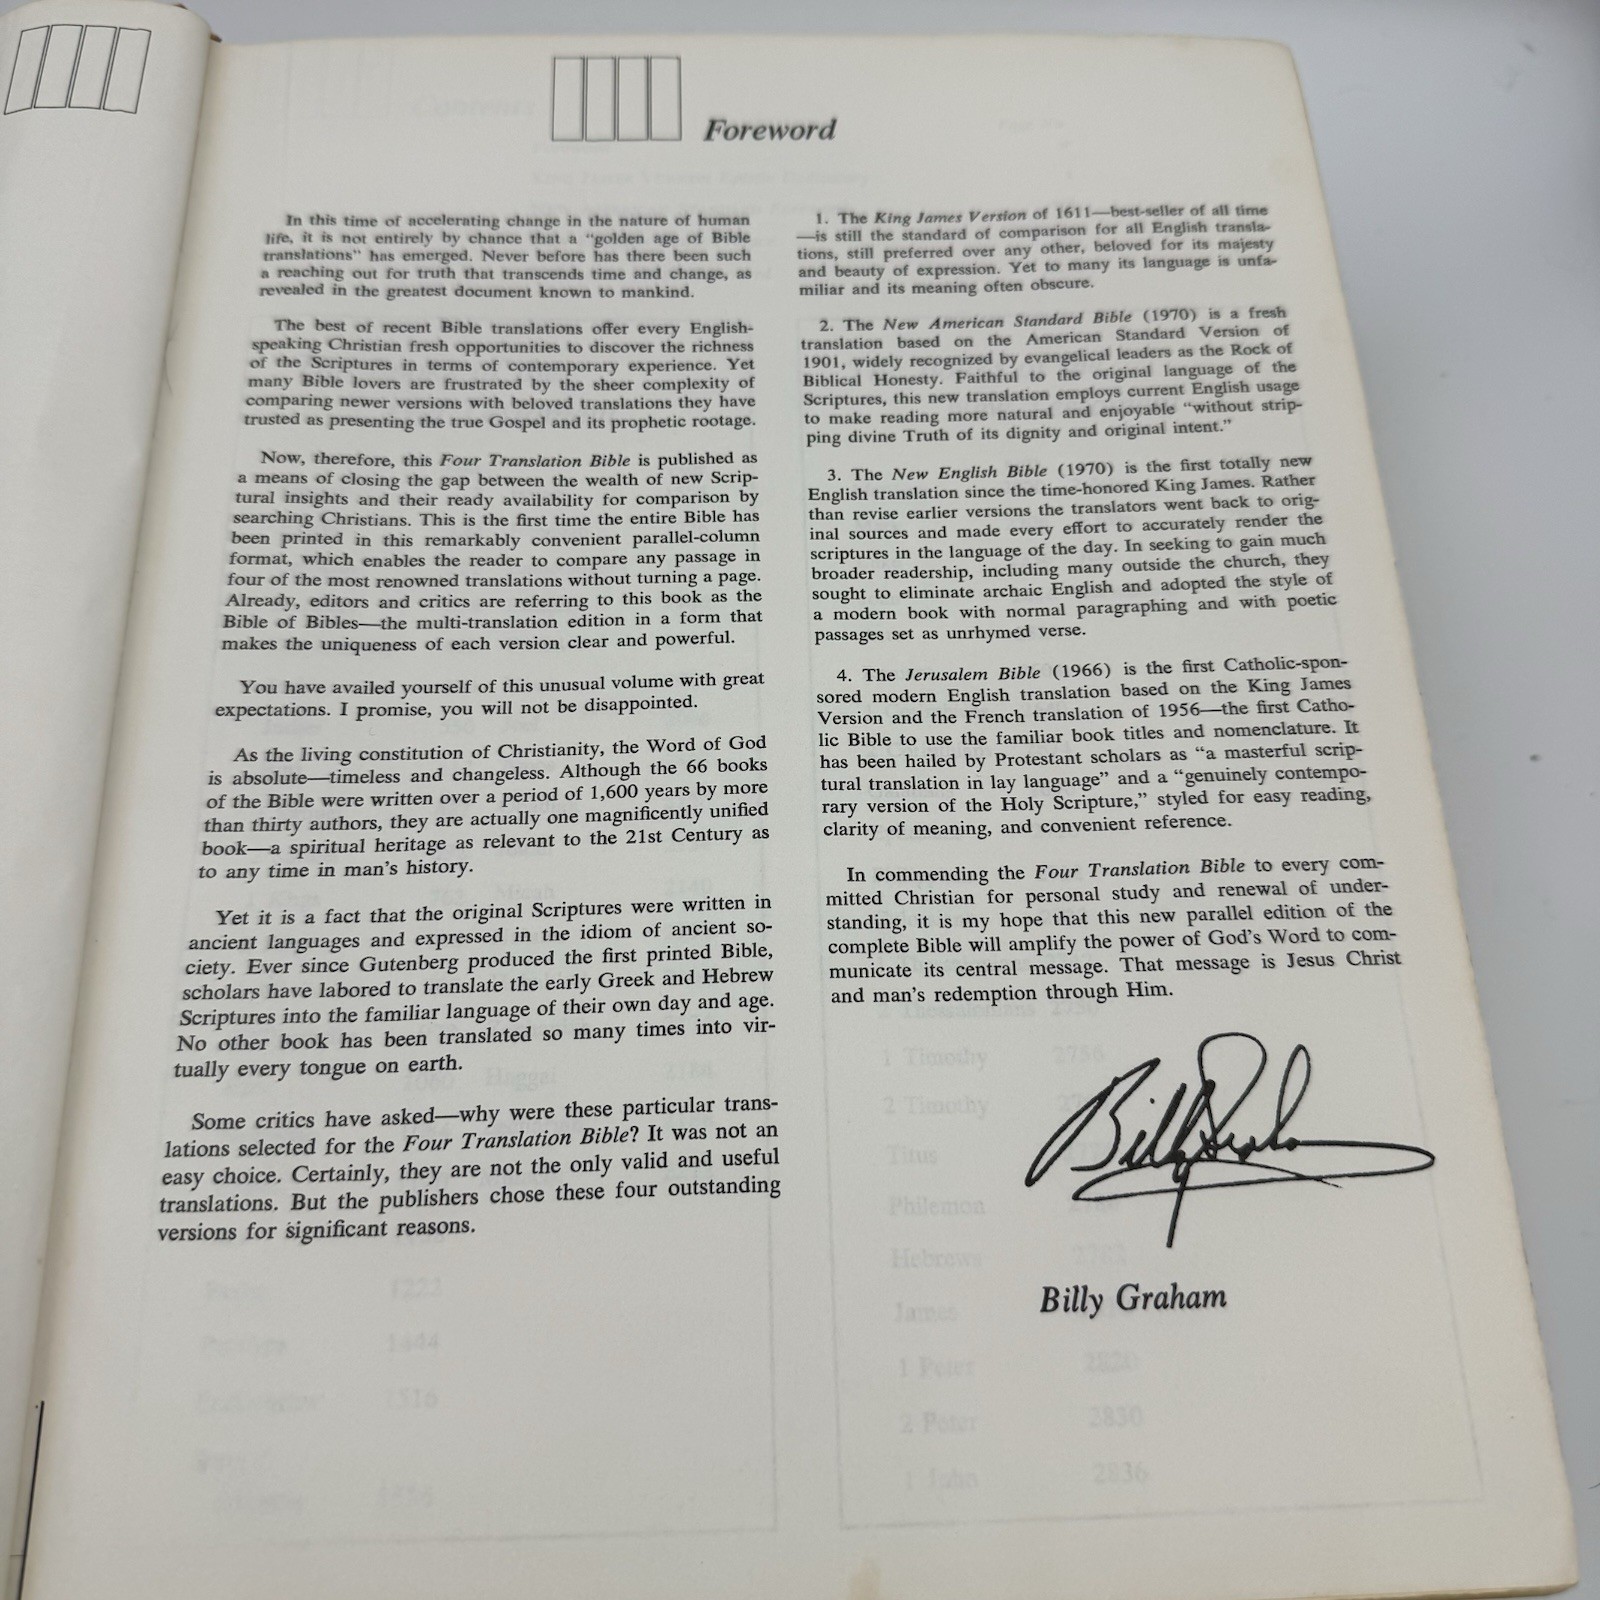 Foreword
In this time of accelerating change in the nature of human
life, it is not entirely by chance that a "golden age of Bible
translations" has emerged. Never before has there been such
a reaching out for truth that transcends time and change, as
revealed in the greatest document known to mankind.
The best of recent Bible translations offer every English-
speaking Christian fresh opportunities to discover the richness
of the Scriptures in terms of contemporary experience. Yet
many Bible lovers are frustrated by the sheer complexity of
comparing newer versions with beloved translations they have
trusted as presenting the true Gospel and its prophetic rootage.
Now, therefore, this Four Translation Bible is published as
a means of closing the gap between the wealth of new Scrip-
tural insights and their ready availability for comparison by
searching Christians. This is the first time the entire Bible has
been printed in this remarkably convenient parallel-column
format, which enables the reader to compare any passage in
four of the most renowned translations without turning a page.
Already, editors and critics are referring to this book as the
Bible of Bibles—the multi-translation edition in a form that
makes the uniqueness of each version clear and powerful.
You have availed yourself of this unusual volume with great
expectations. I promise, you will not be disappointed.
As the living constitution of Christianity, the Word of God
is absolute—timeless and changeless. Although the 66 books
of the Bible were written over a period of 1,600 years by more
than thirty authors, they are actually one magnificently unified
book—a spiritual heritage as relevant to the 21st Century as
to any time in man's history.
Yet it is a fact that the original Scriptures were written in
ancient languages and expressed in the idiom of ancient so-
ciety. Ever since Gutenberg produced the first printed Bible,
scholars have labored to translate the early Greek and Hebrew
Scriptures into the familiar language of their own day and age.
No other book has been translated so many times into vir-
tually every tongue on earth.
Some critics have asked—why were these particular trans-
lations selected for the Four Translation Bible? It was not an
easy choice. Certainly, they are not the only valid and useful
translations. But the publishers chose these four outstanding
versions for significant reasons.
1. The King James Version of 1611—best-seller of all time
—is still the standard of comparison for all English transla-
tions, still preferred over any other, beloved for its majesty
and beauty of expression. Yet to many its language is unfa-
miliar and its meaning often obscure.
2. The New American Standard Bible (1970) is a fresh
translation based on the American Standard Version of
1901, widely recognized by evangelical leaders as the Rock of
Biblical Honesty. Faithful to the original language of the
Scriptures, this new translation employs current English usage
to make reading more natural and enjoyable "without strip-
ping divine Truth of its dignity and original intent."
3. The New English Bible (1970) is the first totally new
English translation since the time-honored King James. Rather
than revise earlier versions the translators went back to orig-
inal sources and made every effort to accurately render the
scriptures in the language of the day. In seeking to gain much
broader readership, including many outside the church, they
sought to eliminate archaic English and adopted the style of
a modern book with normal paragraphing and with poetic
passages set as unrhymed verse.
4. The Jerusalem Bible (1966) is the first Catholic-spon-
sored modern English translation based on the King James
Version and the French translation of 1956—the first Catho-
lic Bible to use the familiar book titles and nomenclature. It
has been hailed by Protestant scholars as "a masterful scrip-
tural translation in lay language" and a "genuinely contempo-
rary version of the Holy Scripture," styled for easy reading,
clarity of meaning, and convenient reference.
In commending the Four Translation Bible to every com-
mitted Christian for personal study and renewal of under-
standing, it is my hope that this new parallel edition of the
complete Bible will amplify the power of God's Word to com-
municate its central message. That message is Jesus Christ
and man's redemption through Him.
Billy Graham
Billy Graham